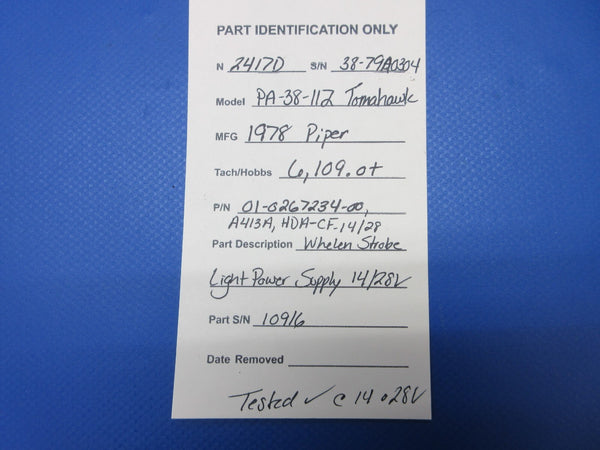 PART IDENTIFICATION ONLY
N 2417D S/N 38-79A0304
Model PA-38-112 Tomahawk
MFG 1978 Piper
Tach/Hobbs 6,109.0t
P/N 01-0267234-00,
A413A, HDA-CF-14/28
Part Description Whelen Strobe
Light Power Supply 14/28V
Part S/N 10916
Date Removed
Tested ✓ @ 14 & 28V